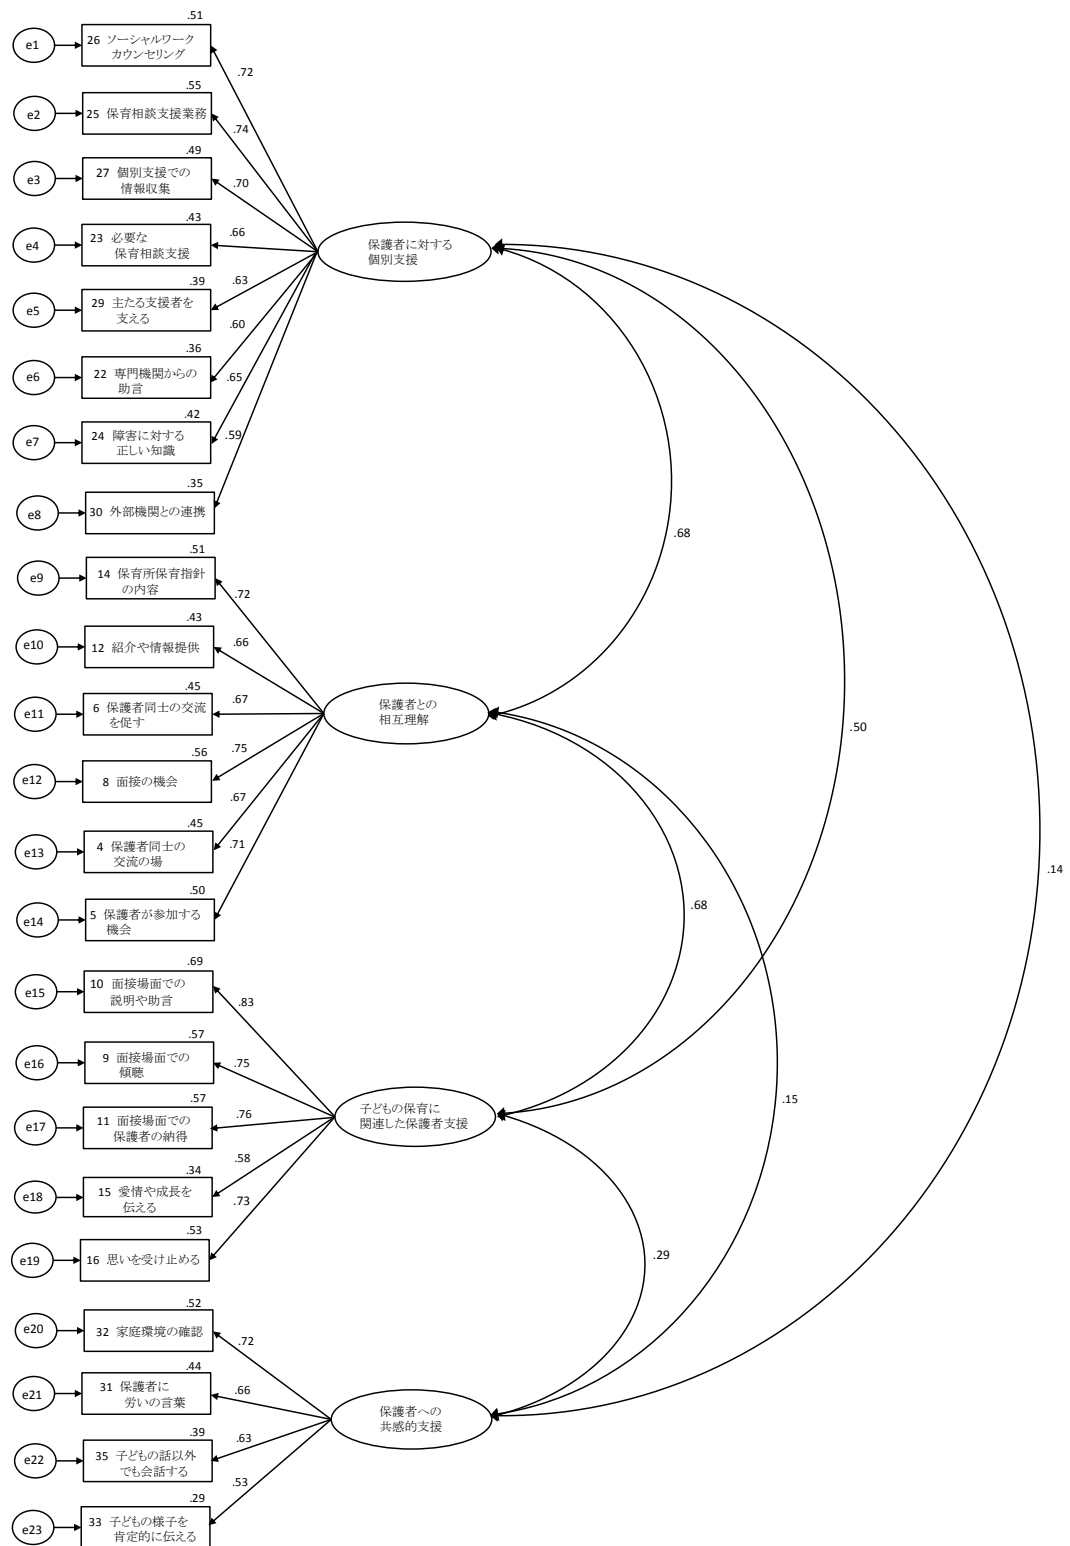 .51
e1
26 ソーシャルワーク
カウンセリング
.72
.55
e2
25 保育相談支援業務
.74
.49
e3
27 個別支援での
情報収集
.70
.43
e4
23 必要な
保育相談支援
.66
保護者に対する
個別支援
.39
e5
29 主たる支援者を
支える
.63
.36
e6
22 専門機関からの
助言
.60
.42
e7
24 障害に対する
正しい知識
.65
.35
e8
30 外部機関との連携
.59
.68
.51
e9
14 保育所保育指針
の内容
.72
.43
e10
12 紹介や情報提供
.66
.45
e11
6 保護者同士の交流
を促す
.67
保護者との
相互理解
.50
.56
e12
8 面接の機会
.75
.45
e13
4 保護者同士の
交流の場
.67
.50
e14
5 保護者が参加する
機会
.71
.14
.68
.69
e15
10 面接場面での
説明や助言
.83
.57
e16
9 面接場面での
傾聴
.75
.57
e17
11 面接場面での
保護者の納得
.76
子どもの保育に
関連した保護者支援
.15
.34
e18
15 愛情や成長を
伝える
.58
.53
e19
16 思いを受け止める
.73
.29
.52
e20
32 家庭環境の確認
.72
.44
e21
31 保護者に
労いの言葉
.66
保護者への
共感的支援
.39
e22
35 子どもの話以外
でも会話する
.63
.29
e23
33 子どもの様子を
肯定的に伝える
.53